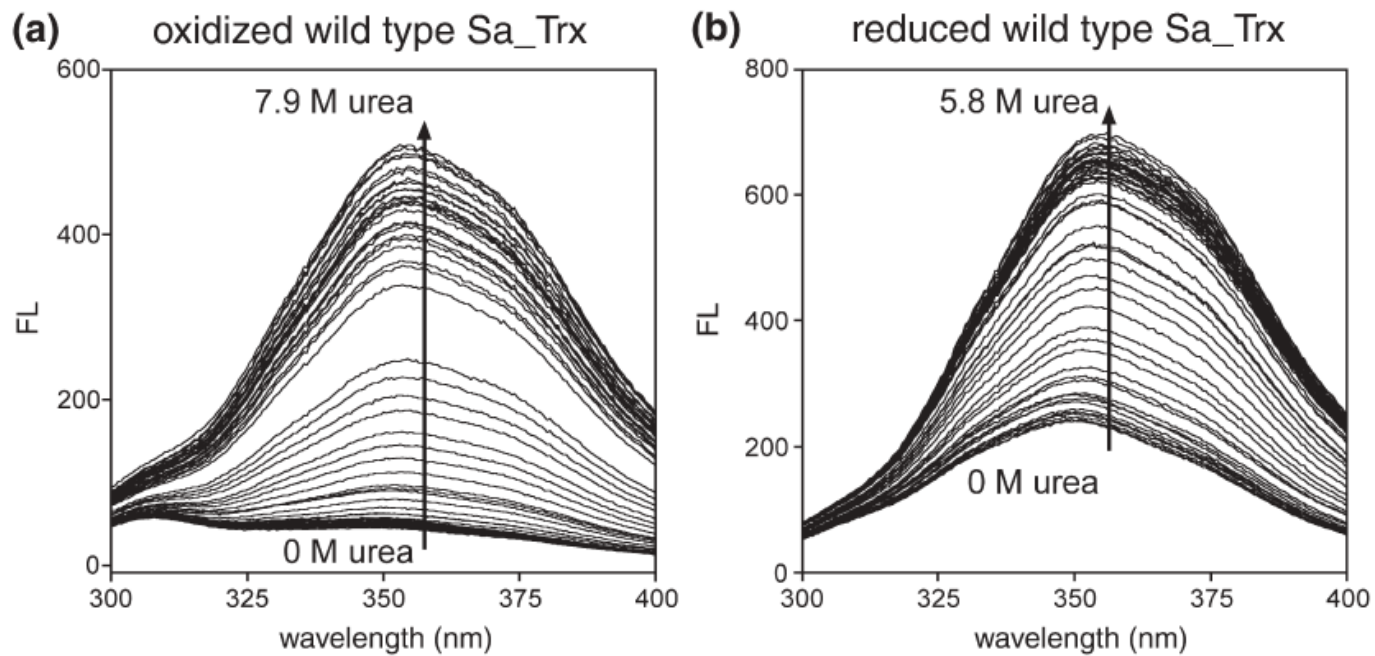 (a) oxidized wild type Sa_Trx
600
400
200
0
7.9 M urea
0 M urea
FL
300 325 350 375 400
wavelength (nm)
(b) reduced wild type Sa_Trx
800
600
400
200
0
5.8 M urea
0 M urea
FL
300 325 350 375 400
wavelength (nm)